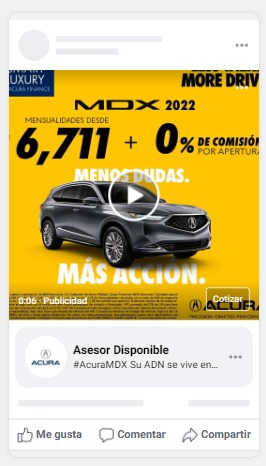 LUXURY
ACURA FINANCE
MORE DRIV
MDX 2022
MENSUALIDADES DESDE
6,711 + 0% DE COMISIÓN
POR APERTURA
MENOS DUDAS.
MÁS ACCIÓN.
0:06 · Publicidad
Cotizar
ACURA
PRECISION CRAFTED PERFORM
ACURA
Asesor Disponible
#AcuraMDX Su ADN se vive en...
Me gusta
Comentar
Compartir